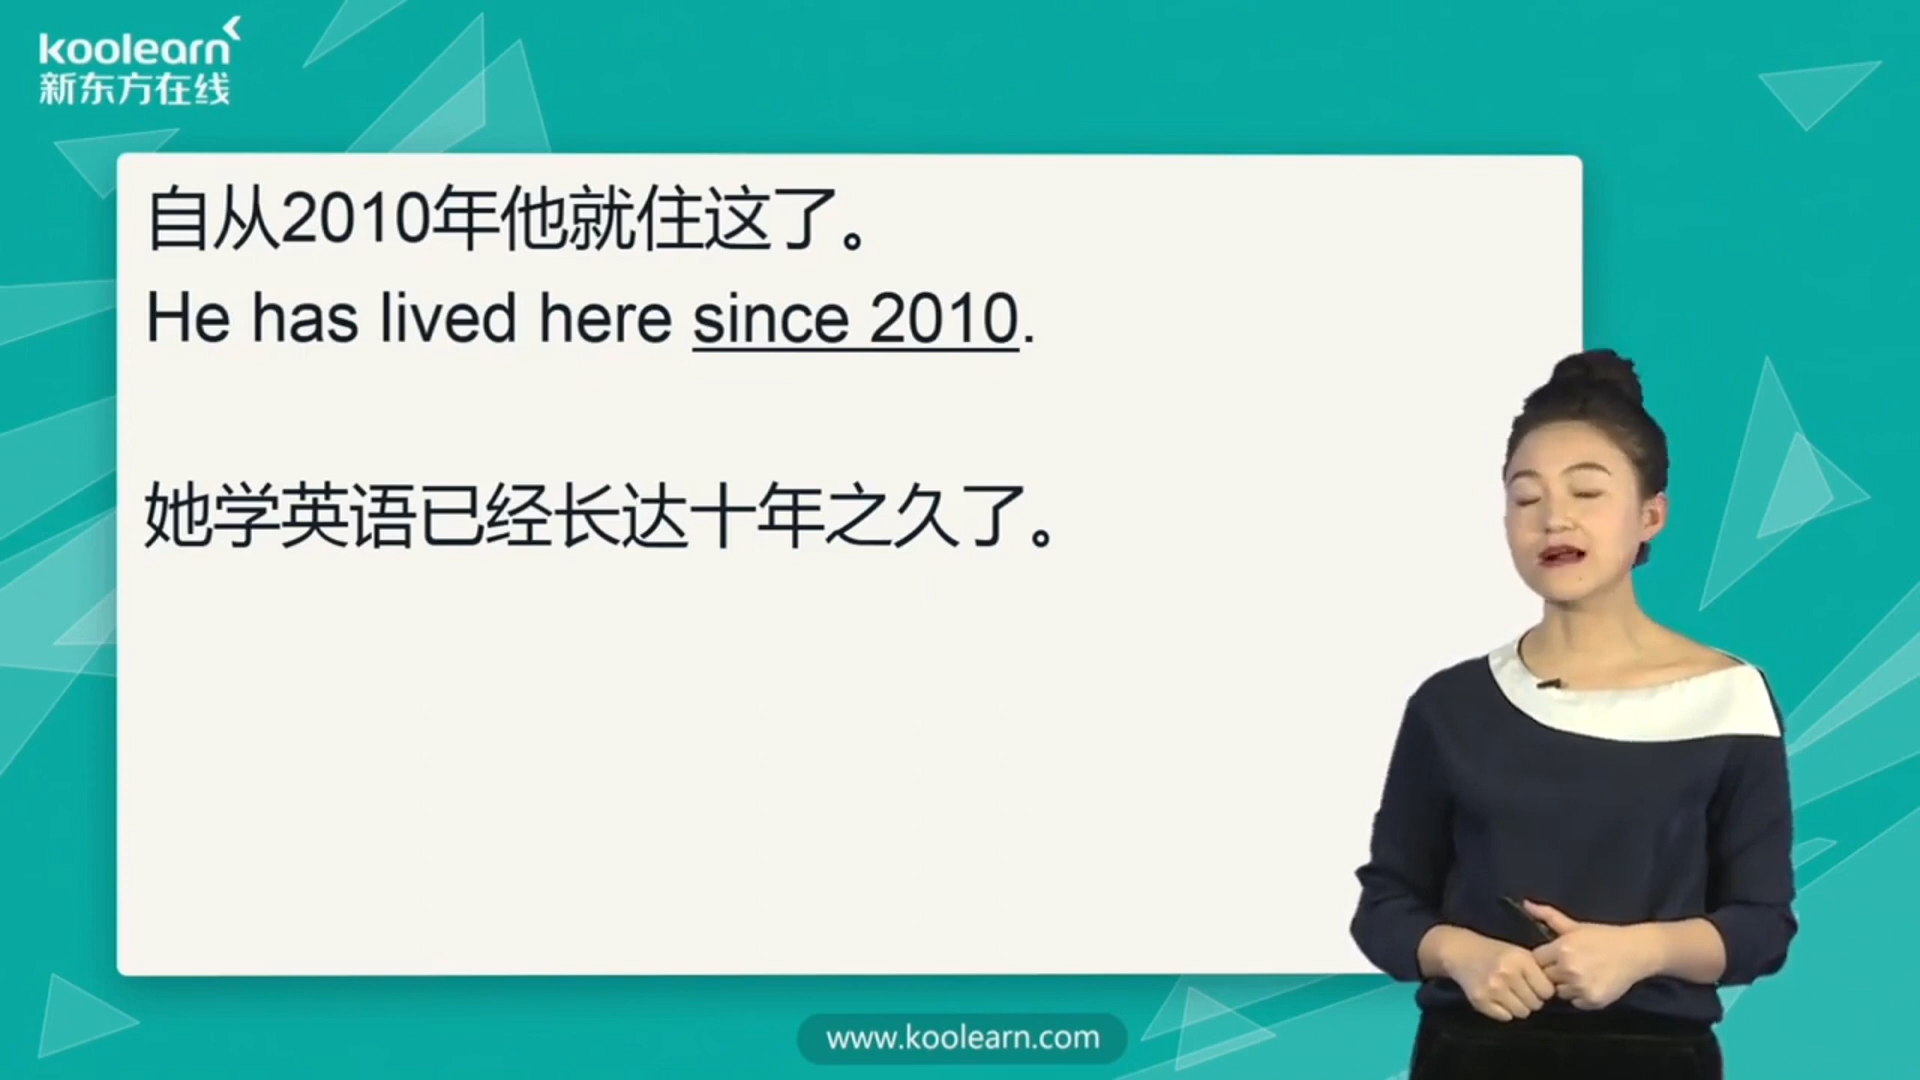 koolearn
新东方在线
自从2010年他就住这了。
He has lived here since 2010.
她学英语已经长达十年之久了。
www.koolearn.com